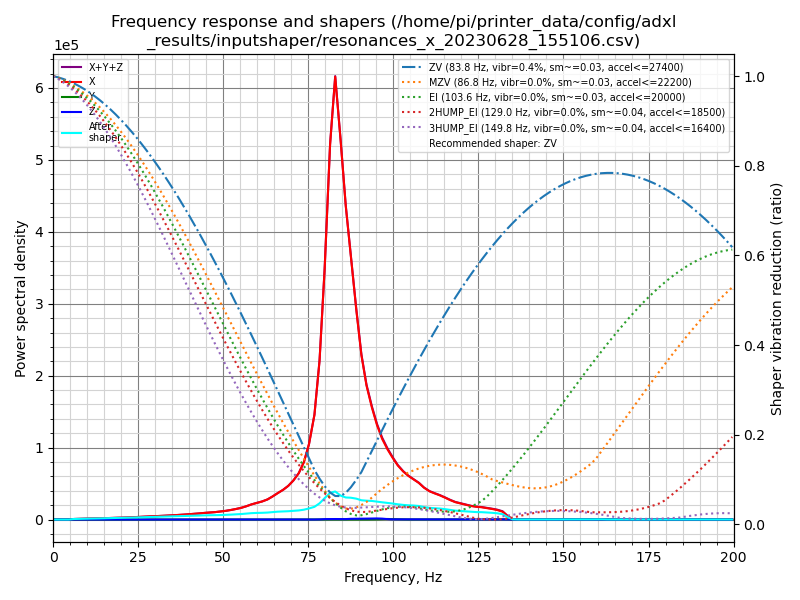 Frequency response and shapers (/home/pi/printer_data/config/adxl
_results/inputshaper/resonances_x_20230628_155106.csv)
1e5
X+Y+Z
X
Y
Z
After
shaper
ZV (83.8 Hz, vibr=0.4%, sm~=0.03, accel<=27400)
MZV (86.8 Hz, vibr=0.0%, sm~=0.03, accel<=22200)
EI (103.6 Hz, vibr=0.0%, sm~=0.03, accel<=20000)
2HUMP_EI (129.0 Hz, vibr=0.0%, sm~=0.04, accel<=18500)
3HUMP_EI (149.8 Hz, vibr=0.0%, sm~=0.04, accel<=16400)
Recommended shaper: ZV
Power spectral density
6
5
4
3
2
1
0
1.0
0.8
0.6
0.4
0.2
0.0
Shaper vibration reduction (ratio)
0 25 50 75 100 125 150 175 200
Frequency, Hz